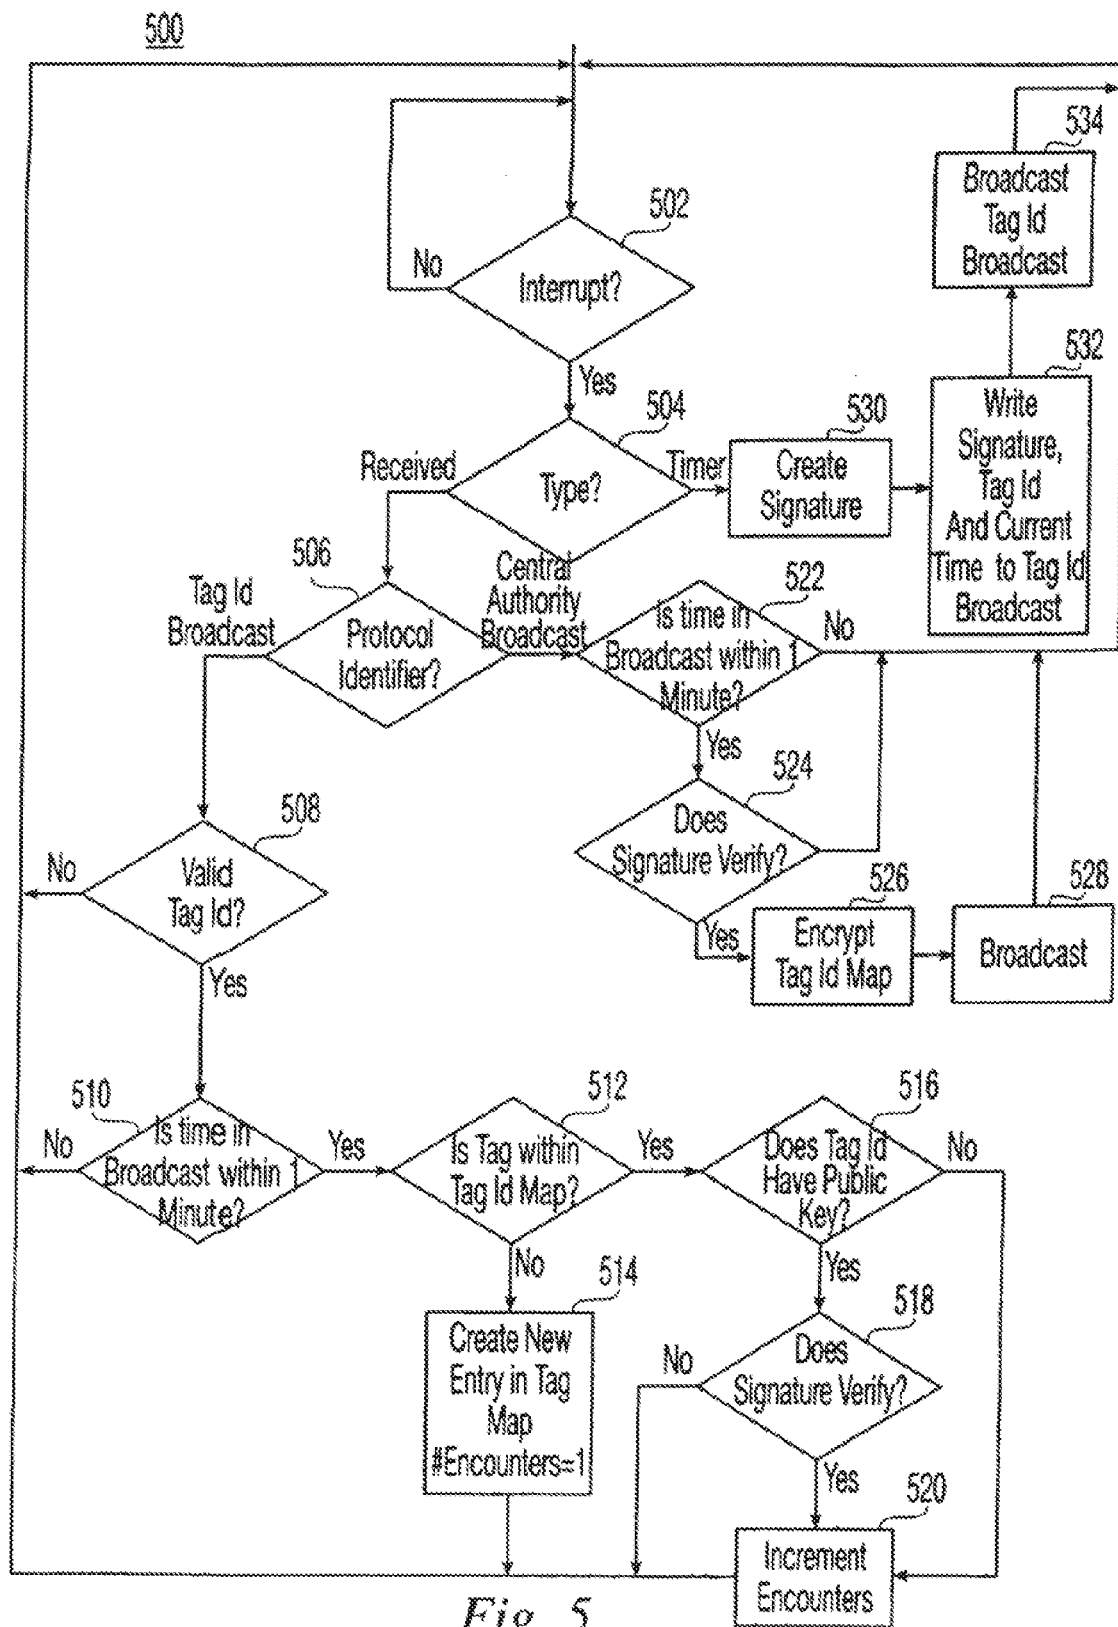 500
502
No
Interrupt?
Yes
504
Received
Type?
Timer
530
Create
Signature
534
Broadcast
Tag Id
Broadcast
532
Write
Signature,
Tag Id
And Current
Time to Tag Id
Broadcast
506
Tag Id
Broadcast
Protocol
Identifier?
Central
Authority
Broadcast
522
Is time in
Broadcast within 1
Minute?
No
Yes
524
Does
Signature Verify?
Yes
526
Encrypt
Tag Id Map
528
Broadcast
508
No
Valid
Tag Id?
Yes
510
No
Is time in
Broadcast within 1
Minute?
Yes
512
Is Tag within
Tag Id Map?
Yes
No
514
Create New
Entry in Tag
Map
#Encounters=1
516
Does Tag Id
Have Public
Key?
No
Yes
518
No
Does
Signature Verify?
Yes
520
Increment
Encounters
Fig 5